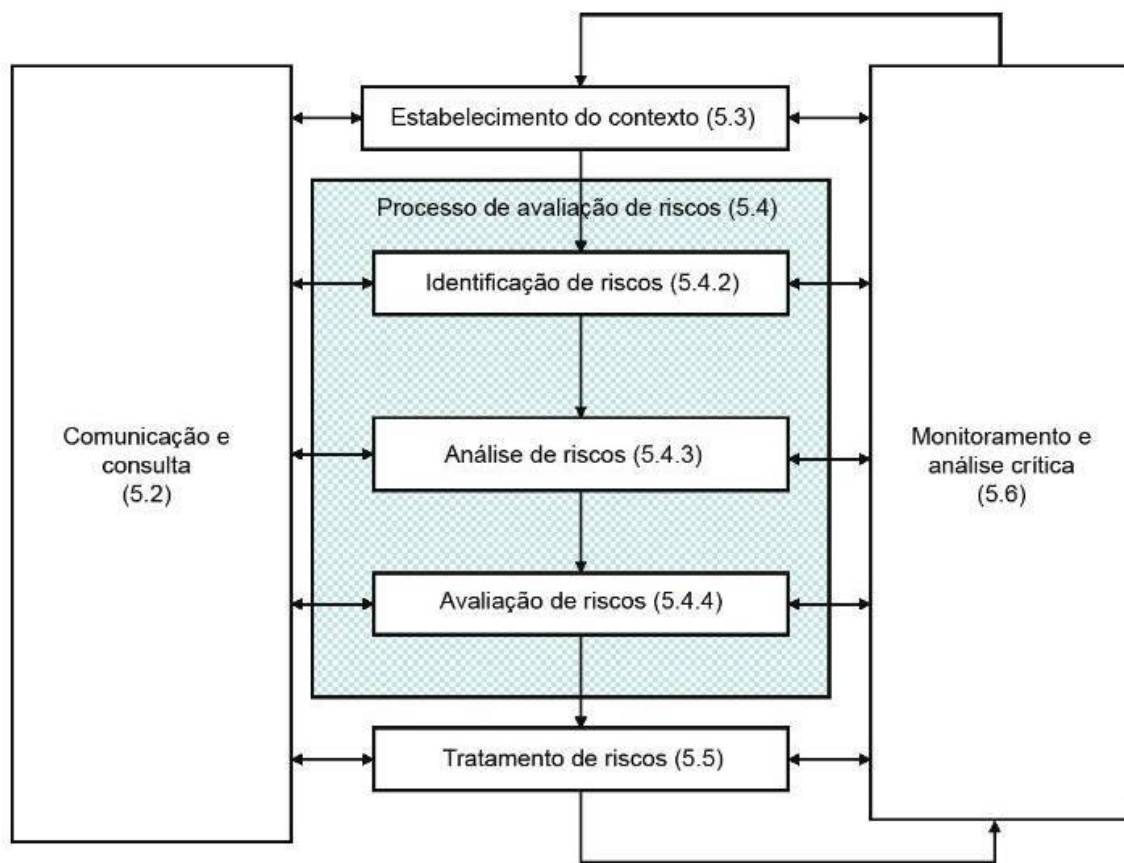 Estabelecimento do contexto (5.3)
Processo de avaliação de riscos (5.4)
Identificação de riscos (5.4.2)
Comunicação e
consulta
(5.2)
Análise de riscos (5.4.3)
Monitoramento e
análise crítica
(5.6)
Avaliação de riscos (5.4.4)
Tratamento de riscos (5.5)